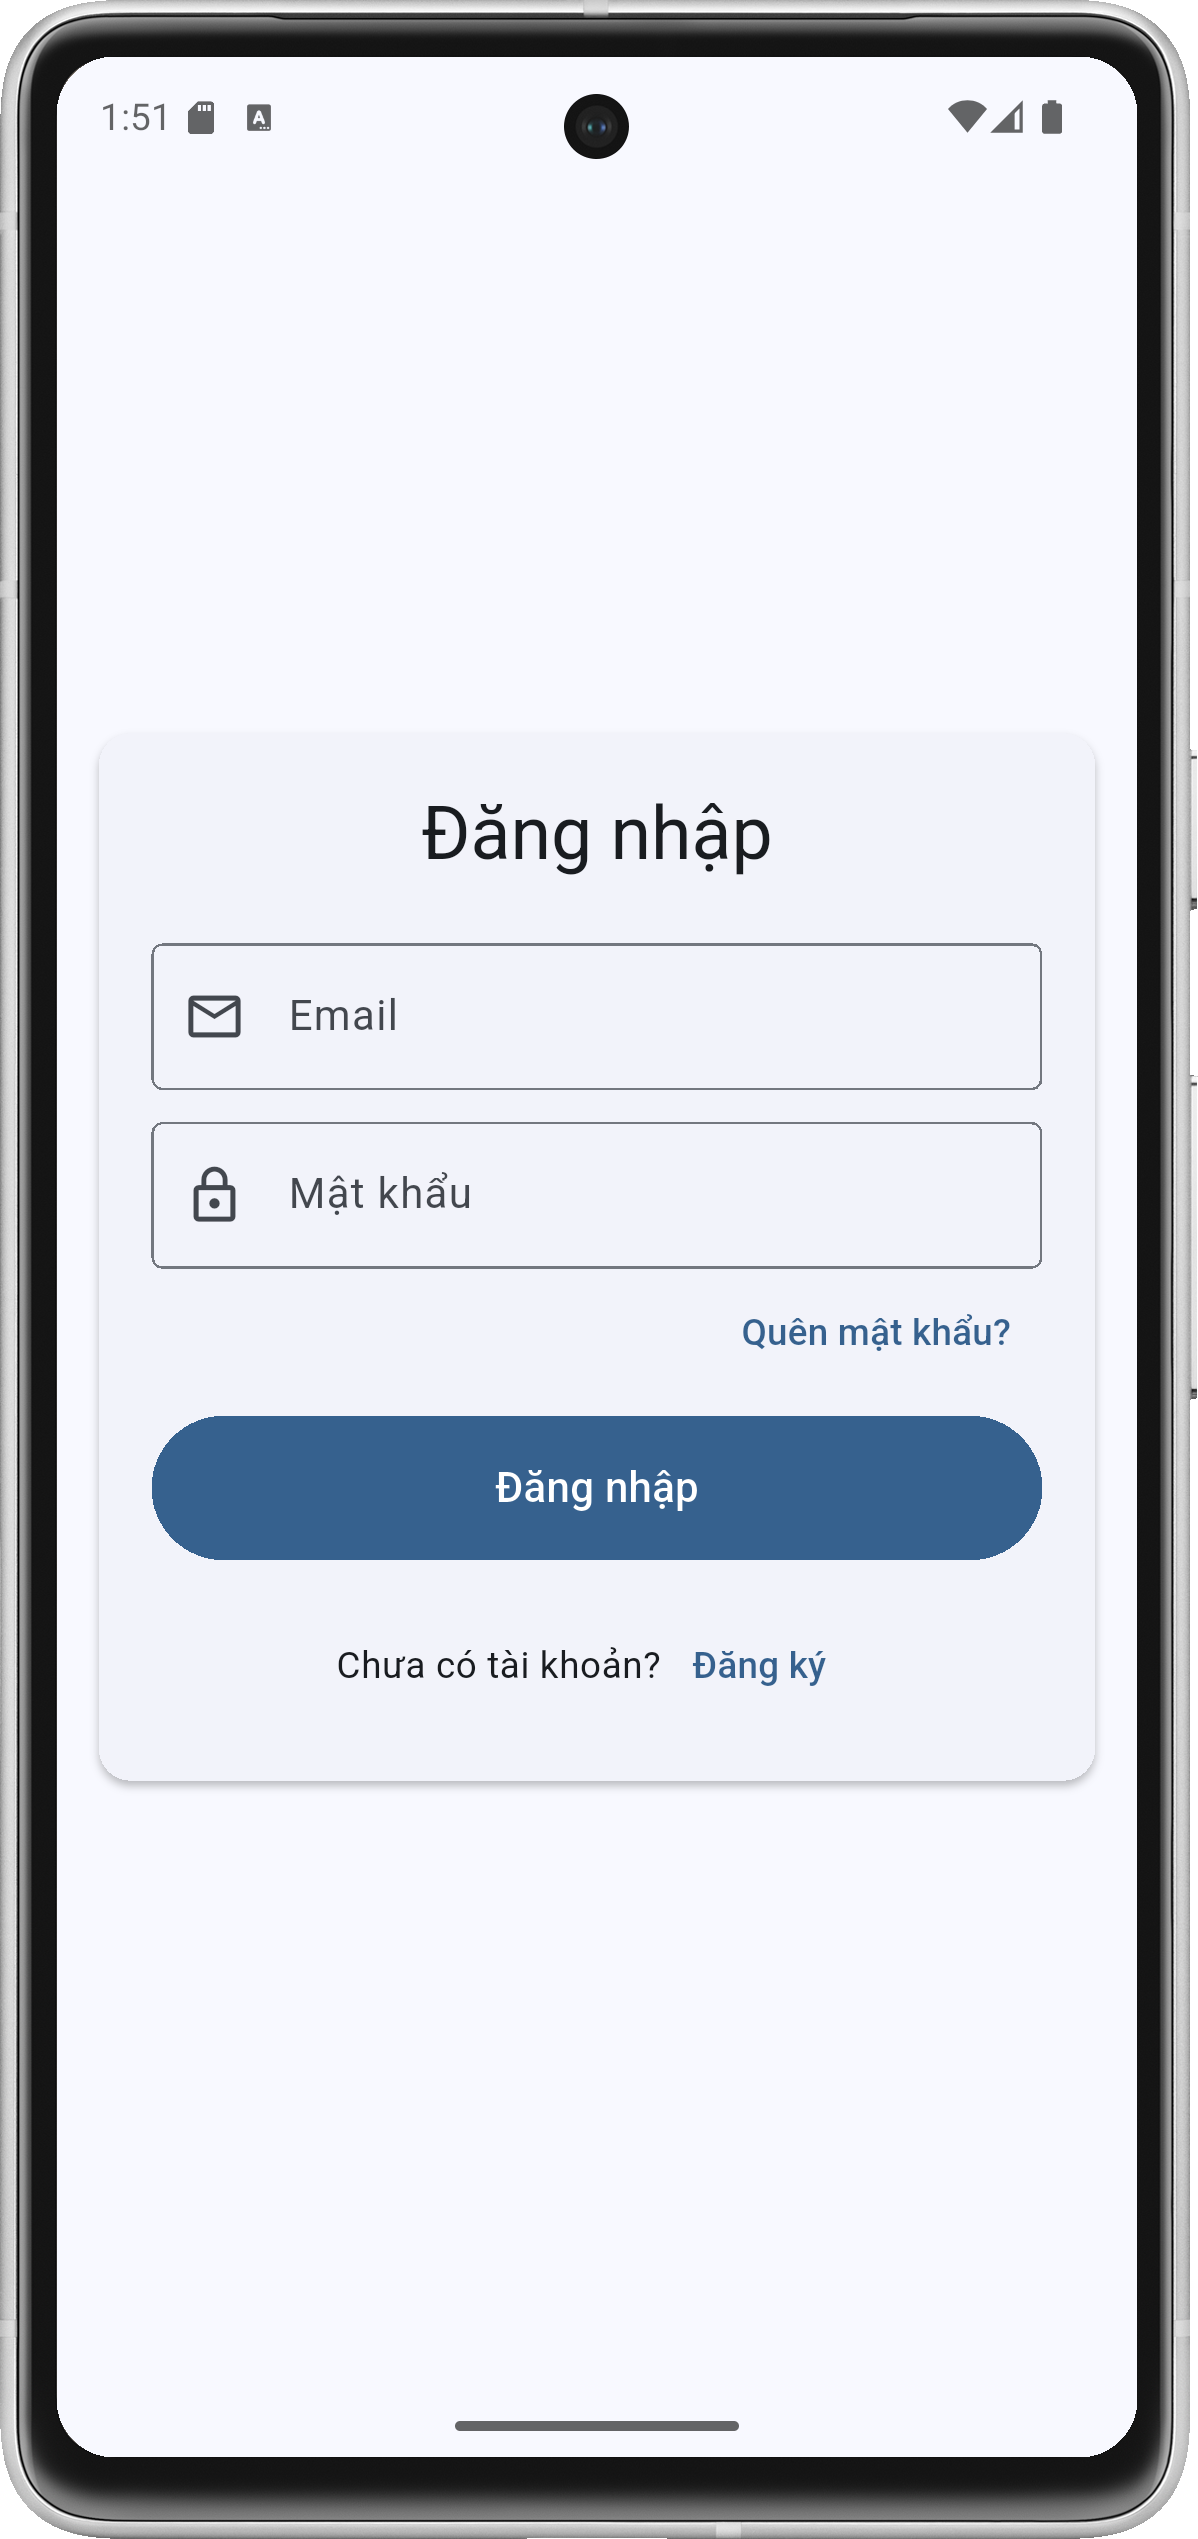 1:51
Đăng nhập
Email
Mật khẩu
Quên mật khẩu?
Đăng nhập
Chưa có tài khoản? Đăng ký